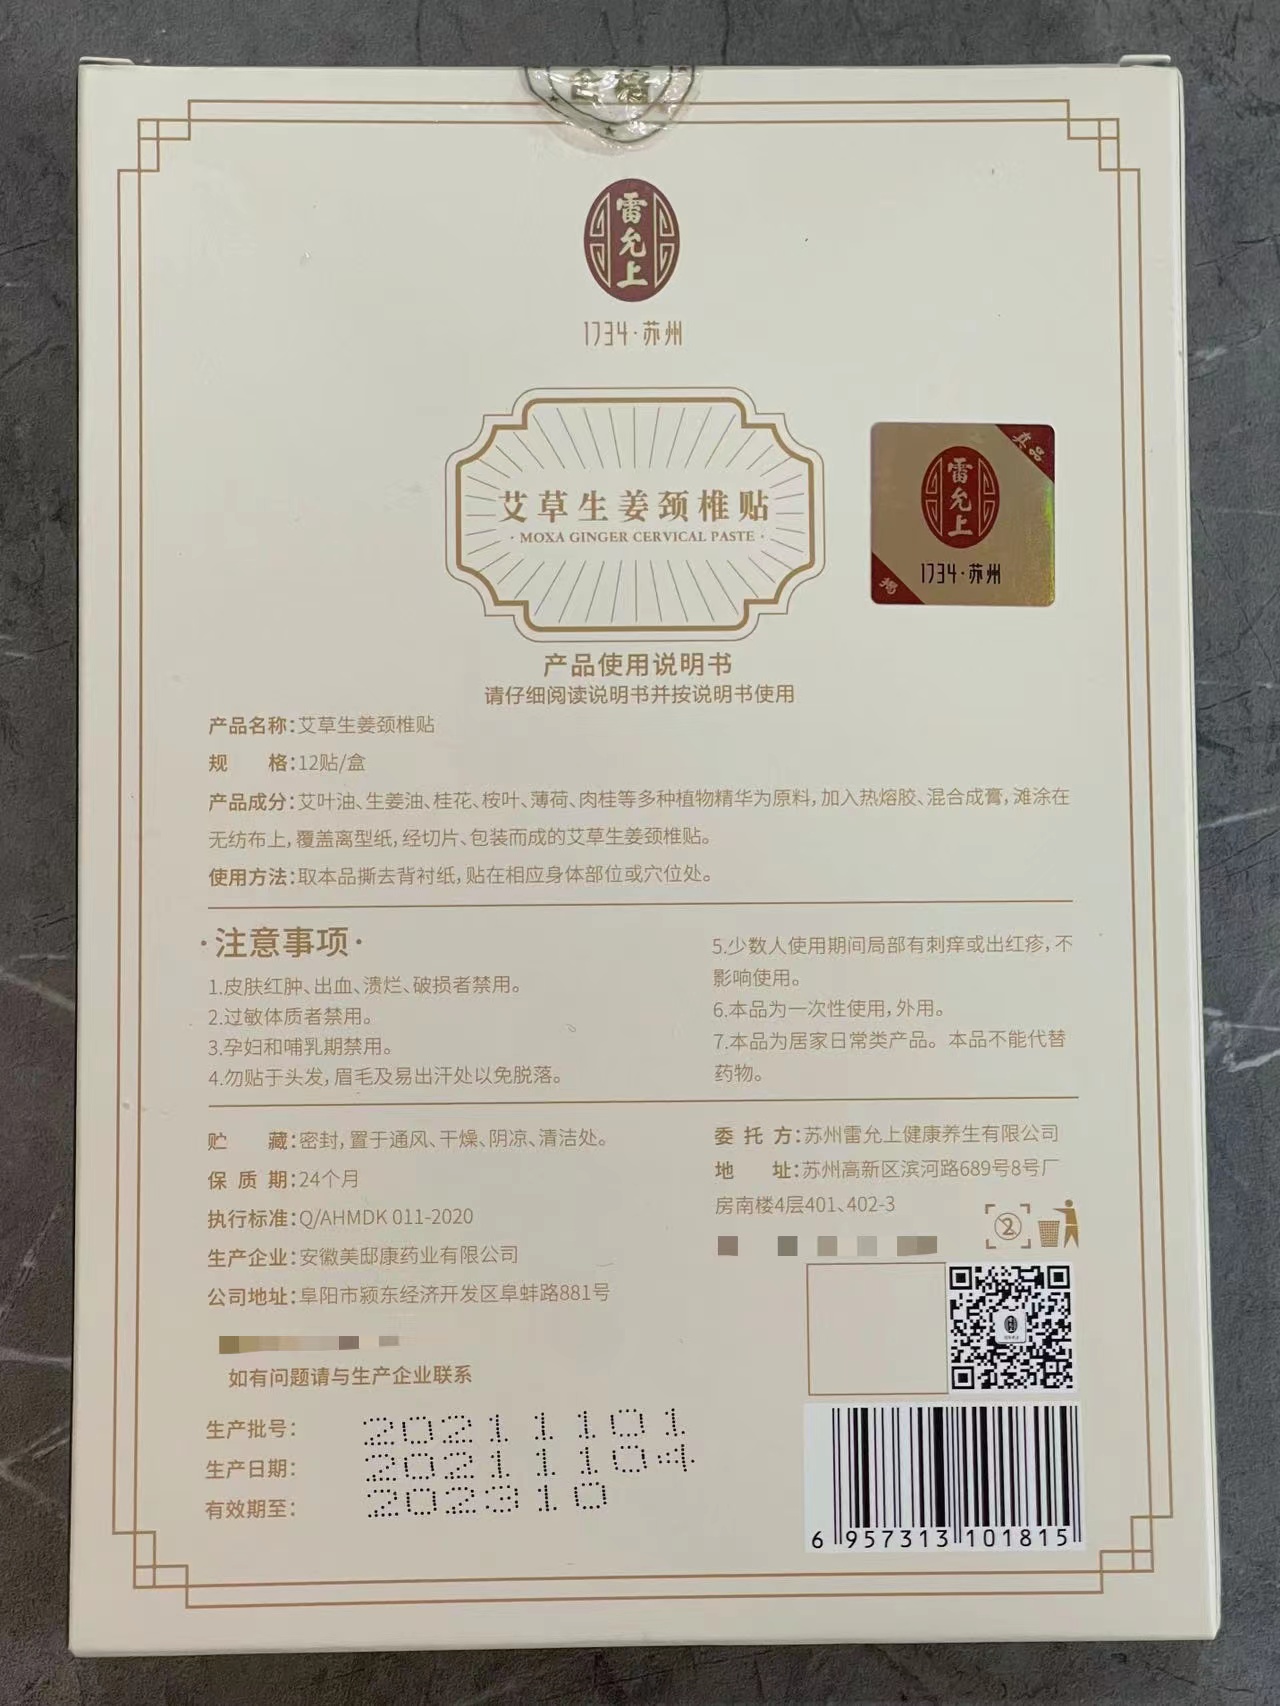 合格
雷允上
1734·苏州
艾草生姜颈椎贴
·MOXA GINGER CERVICAL PASTE·
真品
雷允上
1734·苏州
揭
产品使用说明书
请仔细阅读说明书并按说明书使用
产品名称:艾草生姜颈椎贴
规 格:12贴/盒
产品成分:艾叶油、生姜油、桂花、桉叶、薄荷、肉桂等多种植物精华为原料,加入热熔胶、混合成膏,滩涂在
无纺布上,覆盖离型纸,经切片、包装而成的艾草生姜颈椎贴。
使用方法:取本品撕去背衬纸,贴在相应身体部位或穴位处。
·注意事项·
1.皮肤红肿、出血、溃烂、破损者禁用。
2.过敏体质者禁用。
3.孕妇和哺乳期禁用。
4.勿贴于头发,眉毛及易出汗处以免脱落。
5.少数人使用期间局部有刺痒或出红疹,不
影响使用。
6.本品为一次性使用,外用。
7.本品为居家日常类产品。本品不能代替
药物。
贮 藏:密封,置于通风、干燥、阴凉、清洁处。
保 质 期:24个月
执行标准:Q/AHMDK 011-2020
生产企业:安徽美邸康药业有限公司
公司地址:阜阳市颍东经济开发区阜蚌路881号
如有问题请与生产企业联系
委 托 方:苏州雷允上健康养生有限公司
地 址:苏州高新区滨河路689号8号厂
房南楼4层401、402-3
2
生产批号: 20211101
生产日期: 20211104
有效期至: 202310
6 957313 101815